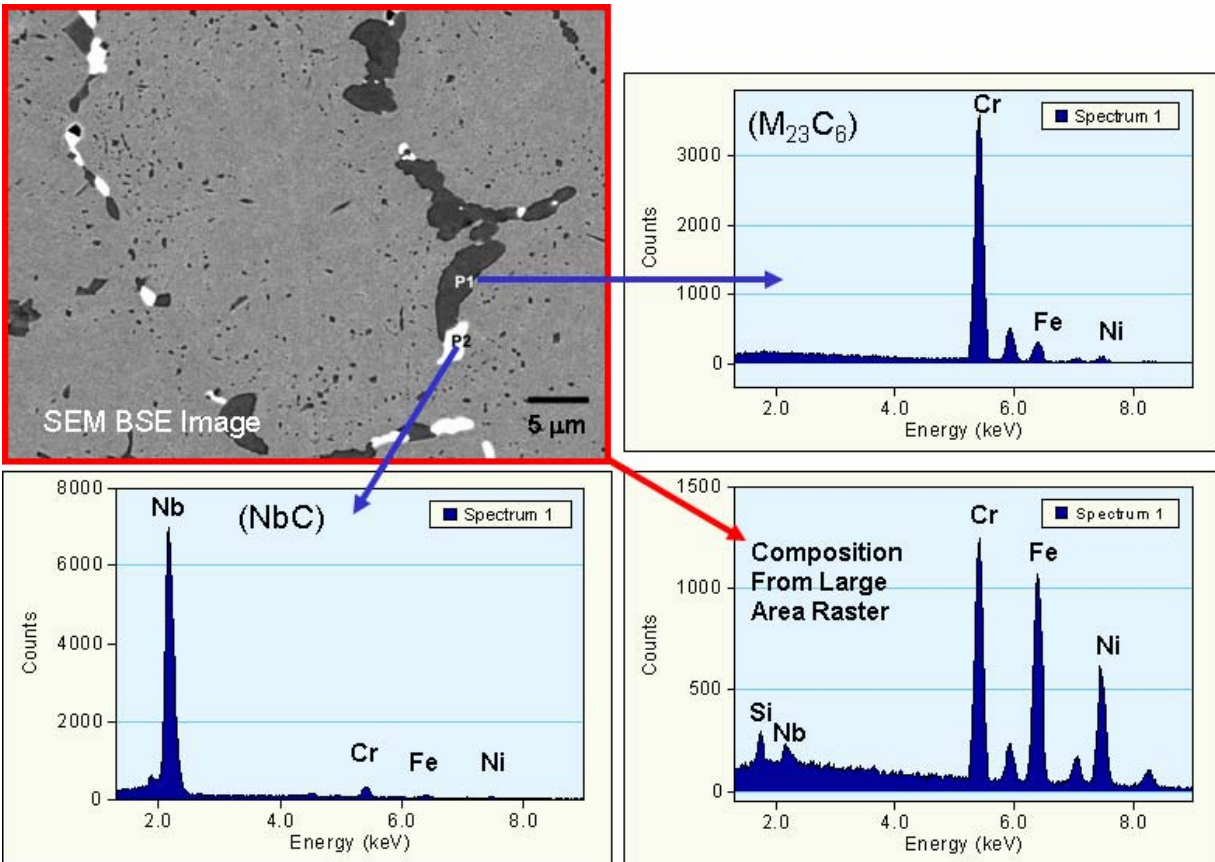 P1
P2
SEM BSE Image
5 μm
(M₂₃C₆)
Spectrum 1
Cr
Fe
Ni
Counts
3000
2000
1000
0
2.0
4.0
6.0
8.0
Energy (keV)
8000
6000
4000
2000
0
Counts
Nb
(NbC)
Spectrum 1
Cr
Fe
Ni
2.0
4.0
6.0
8.0
Energy (keV)
1500
1000
500
0
Counts
Composition
From Large
Area Raster
Spectrum 1
Si
Nb
Cr
Fe
Ni
2.0
4.0
6.0
8.0
Energy (keV)